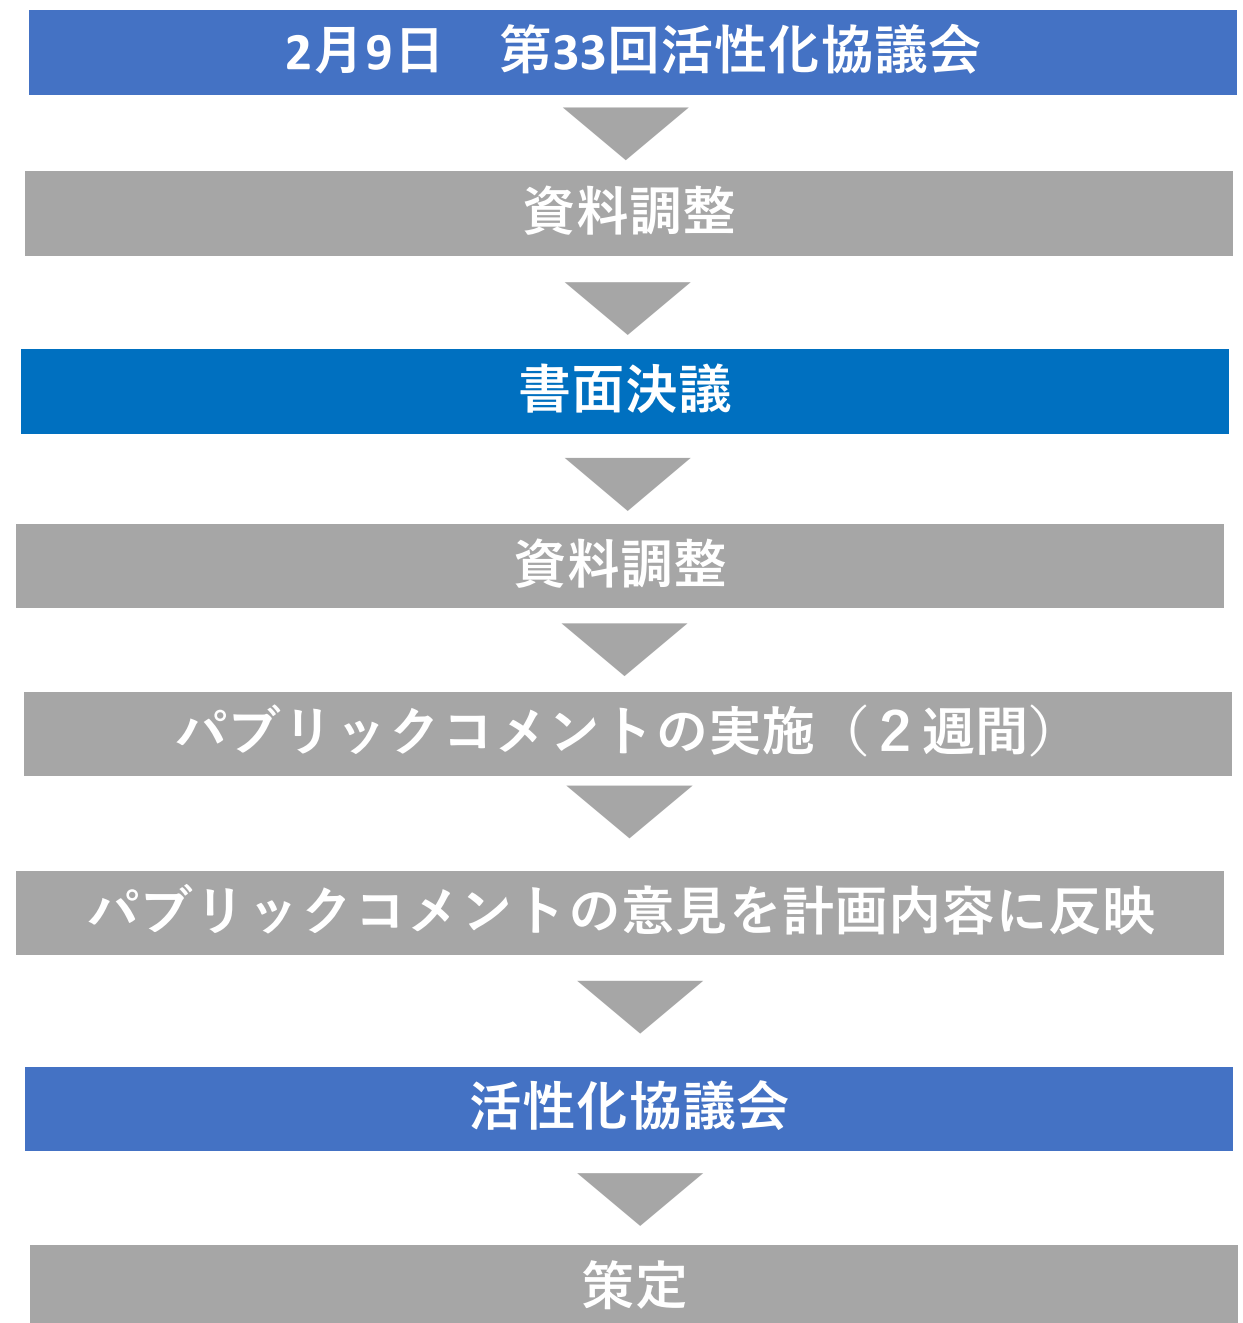 2月9日　第33回活性化協議会
資料調整
書面決議
資料調整
パブリックコメントの実施（２週間）
パブリックコメントの意見を計画内容に反映
活性化協議会
策定